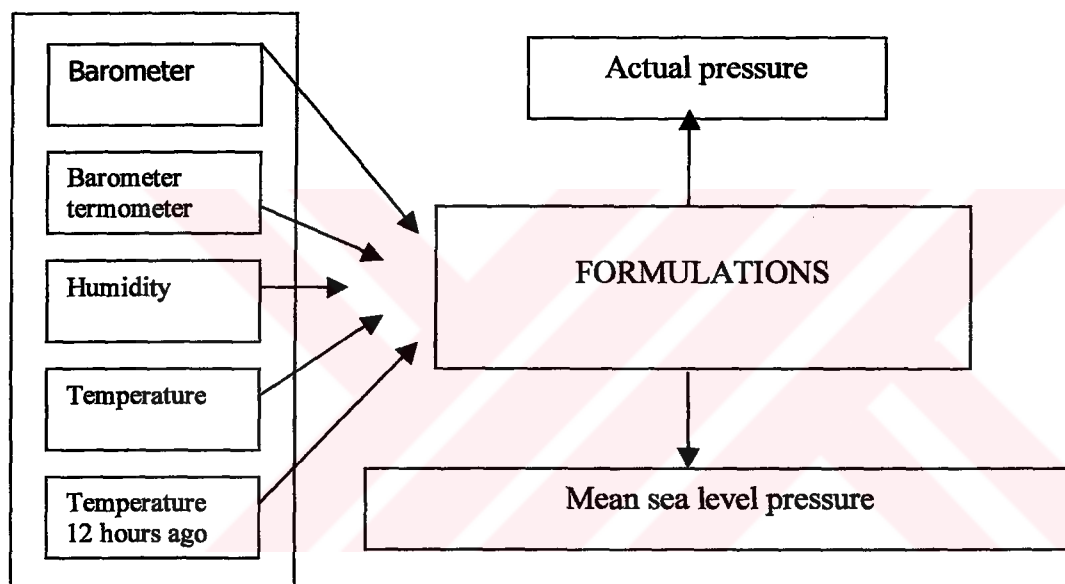 Barometer
Barometer
termometer
Humidity
Temperature
Temperature
12 hours ago
Actual pressure
FORMULATIONS
Mean sea level pressure